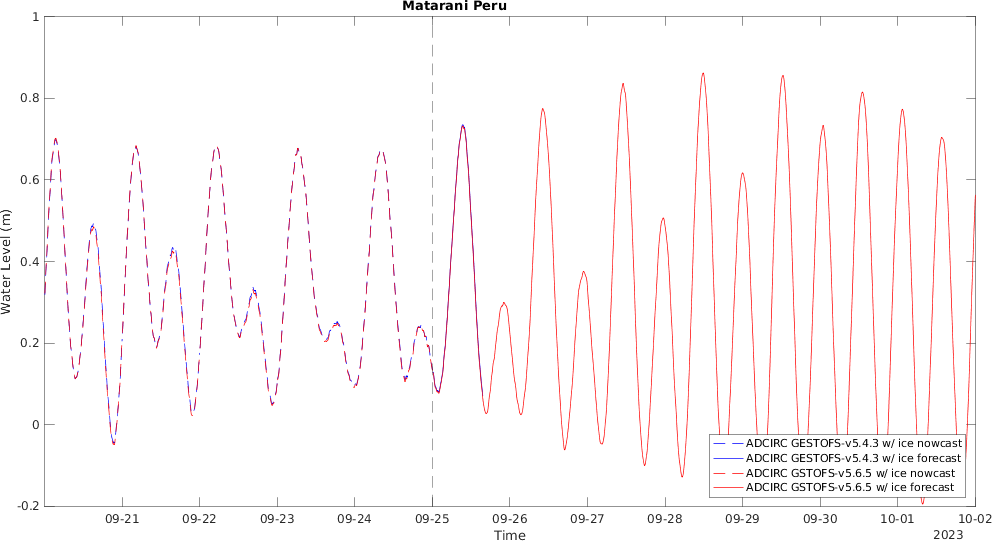 Matarani Peru
1
0.8
0.6
0.4
0.2
0
-0.2
Water Level (m)
ADCIRC GESTOFS-v5.4.3 w/ ice nowcast
ADCIRC GESTOFS-v5.4.3 w/ ice forecast
ADCIRC GSTOFS-v5.6.5 w/ ice nowcast
ADCIRC GSTOFS-v5.6.5 w/ ice forecast
09-21 09-22 09-23 09-24 09-25 09-26 09-27 09-28 09-29 09-30 10-01 10-02
Time
2023